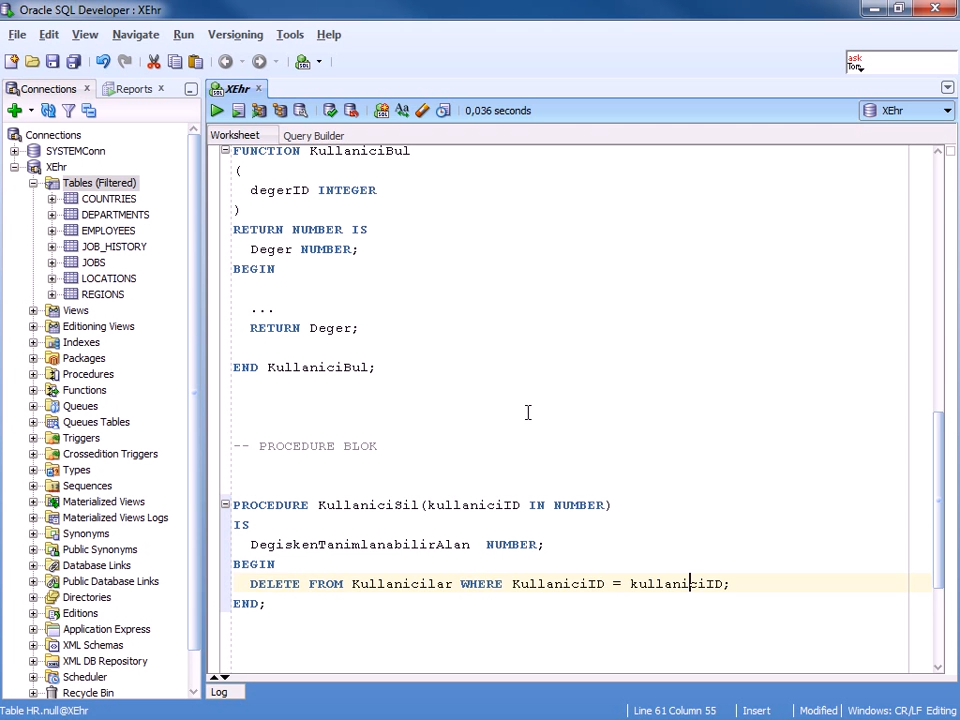 Oracle SQL Developer : XEhr
File Edit View Navigate Run Versioning Tools Help
ask
Tom
Connections
Reports
XEhr
0,036 seconds
XEhr
Worksheet
Query Builder
Connections
SYSTEMConn
XEhr
Tables (Filtered)
COUNTRIES
DEPARTMENTS
EMPLOYEES
JOB_HISTORY
JOBS
LOCATIONS
REGIONS
Views
Editioning Views
Indexes
Packages
Procedures
Functions
Queues
Queues Tables
Triggers
Crossedition Triggers
Types
Sequences
Materialized Views
Materialized Views Logs
Synonyms
Public Synonyms
Database Links
Public Database Links
Directories
Editions
Application Express
XML Schemas
XML DB Repository
Scheduler
Recycle Bin
FUNCTION KullaniciBul
(
degerID INTEGER
)
RETURN NUMBER IS
Deger NUMBER;
BEGIN
...
RETURN Deger;
END KullaniciBul;
-- PROCEDURE BLOK
PROCEDURE KullaniciSil(kullaniciID IN NUMBER)
IS
DegiskenTanimlanabilirAlan NUMBER;
BEGIN
DELETE FROM Kullanicilar WHERE KullaniciID = kullaniciID;
END;
Log
Table HR.null@XEhr
Line 61 Column 55
Insert
Modified
Windows: CR/LF
Editing